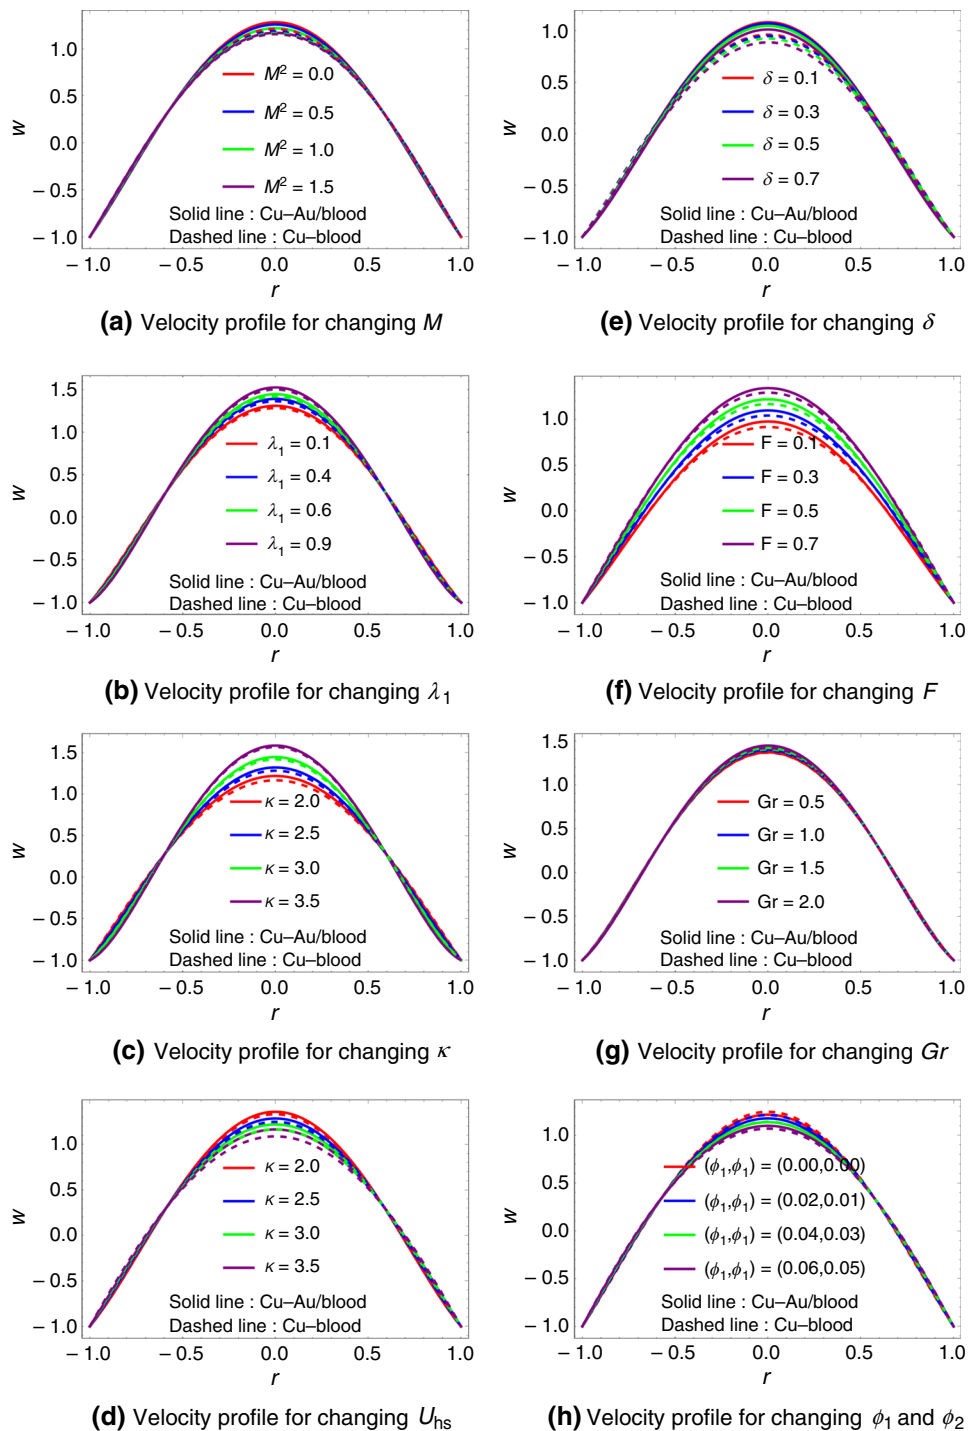 1.0
0.5
0.0
– 0.5
– 1.0
w
M² = 0.0
M² = 0.5
M² = 1.0
M² = 1.5
Solid line : Cu–Au/blood
Dashed line : Cu–blood
– 1.0 – 0.5 0.0 0.5 1.0
r
(a) Velocity profile for changing M
1.0
0.5
0.0
– 0.5
– 1.0
w
δ = 0.1
δ = 0.3
δ = 0.5
δ = 0.7
Solid line : Cu–Au/blood
Dashed line : Cu–blood
– 1.0 – 0.5 0.0 0.5 1.0
r
(e) Velocity profile for changing δ
1.5
1.0
0.5
0.0
– 0.5
– 1.0
w
λ₁ = 0.1
λ₁ = 0.4
λ₁ = 0.6
λ₁ = 0.9
Solid line : Cu–Au/blood
Dashed line : Cu–blood
– 1.0 – 0.5 0.0 0.5 1.0
r
(b) Velocity profile for changing λ₁
1.0
0.5
0.0
– 0.5
– 1.0
w
F = 0.1
F = 0.3
F = 0.5
F = 0.7
Solid line : Cu–Au/blood
Dashed line : Cu–blood
– 1.0 – 0.5 0.0 0.5 1.0
r
(f) Velocity profile for changing F
1.5
1.0
0.5
0.0
– 0.5
– 1.0
w
κ = 2.0
κ = 2.5
κ = 3.0
κ = 3.5
Solid line : Cu–Au/blood
Dashed line : Cu–blood
– 1.0 – 0.5 0.0 0.5 1.0
r
(c) Velocity profile for changing κ
1.5
1.0
0.5
0.0
– 0.5
– 1.0
w
Gr = 0.5
Gr = 1.0
Gr = 1.5
Gr = 2.0
Solid line : Cu–Au/blood
Dashed line : Cu–blood
– 1.0 – 0.5 0.0 0.5 1.0
r
(g) Velocity profile for changing Gr
1.0
0.5
0.0
– 0.5
– 1.0
w
κ = 2.0
κ = 2.5
κ = 3.0
κ = 3.5
Solid line : Cu–Au/blood
Dashed line : Cu–blood
– 1.0 – 0.5 0.0 0.5 1.0
r
(d) Velocity profile for changing U_hs
1.0
0.5
0.0
– 0.5
– 1.0
w
(ϕ₁,ϕ₁) = (0.00,0.00)
(ϕ₁,ϕ₁) = (0.02,0.01)
(ϕ₁,ϕ₁) = (0.04,0.03)
(ϕ₁,ϕ₁) = (0.06,0.05)
Solid line : Cu–Au/blood
Dashed line : Cu–blood
– 1.0 – 0.5 0.0 0.5 1.0
r
(h) Velocity profile for changing ϕ₁ and ϕ₂